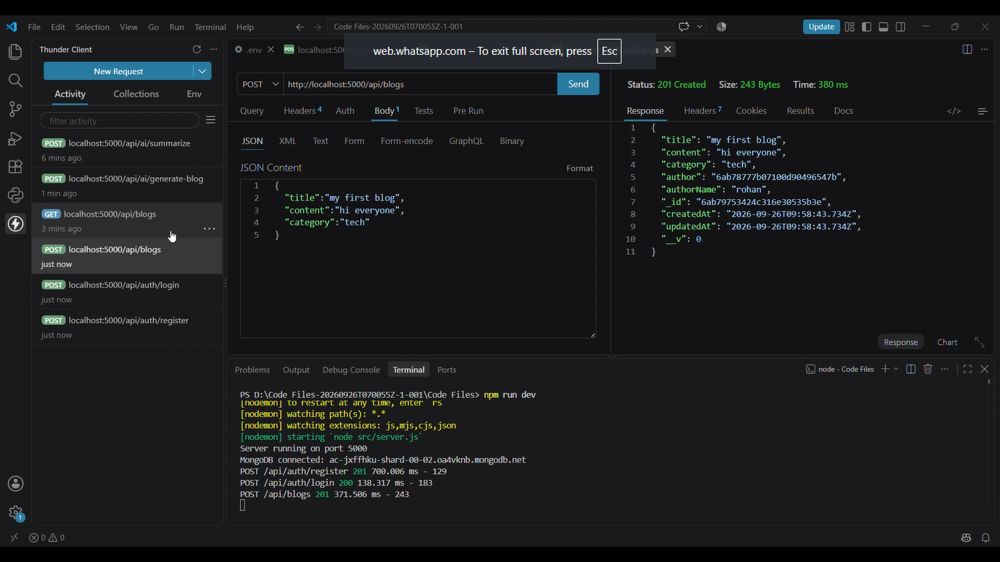 File Edit Selection View Go Run Terminal Help
Code Files-20260926T070055Z-1-001
Update
web.whatsapp.com – To exit full screen, press Esc
Thunder Client
.env
POS localhost:500
pi/blogs
New Request
Activity Collections Env
filter activity
POST localhost:5000/api/ai/summarize
6 mins ago
POST localhost:5000/api/ai/generate-blog
1 min ago
GET localhost:5000/api/blogs
3 mins ago
POST localhost:5000/api/blogs
just now
POST localhost:5000/api/auth/login
just now
POST localhost:5000/api/auth/register
just now
POST http://localhost:5000/api/blogs Send
Query Headers 4 Auth Body 1 Tests Pre Run
JSON XML Text Form Form-encode GraphQL Binary
JSON Content Format
1 {
2 "title":"my first blog",
3 "content":"hi everyone",
4 "category":"tech"
5 }
Status: 201 Created Size: 243 Bytes Time: 380 ms
Response Headers 7 Cookies Results Docs </>
1 {
2 "title": "my first blog",
3 "content": "hi everyone",
4 "category": "tech",
5 "author": "6ab78777b07100d90496547b",
6 "authorName": "rohan",
7 "_id": "6ab79753424c316e30535b3e",
8 "createdAt": "2026-09-26T09:58:43.734Z",
9 "updatedAt": "2026-09-26T09:58:43.734Z",
10 "__v": 0
11 }
Response Chart
Problems Output Debug Console Terminal Ports
node - Code Files
PS D:\Code Files-20260926T070055Z-1-001\Code Files> npm run dev
[nodemon] to restart at any time, enter `rs`
[nodemon] watching path(s): *.*
[nodemon] watching extensions: js,mjs,cjs,json
[nodemon] starting `node src/server.js`
Server running on port 5000
MongoDB connected: ac-jxffhku-shard-00-02.oa4vknb.mongodb.net
POST /api/auth/register 201 700.006 ms - 129
POST /api/auth/login 200 138.317 ms - 183
POST /api/blogs 201 371.506 ms - 243
1
0 0